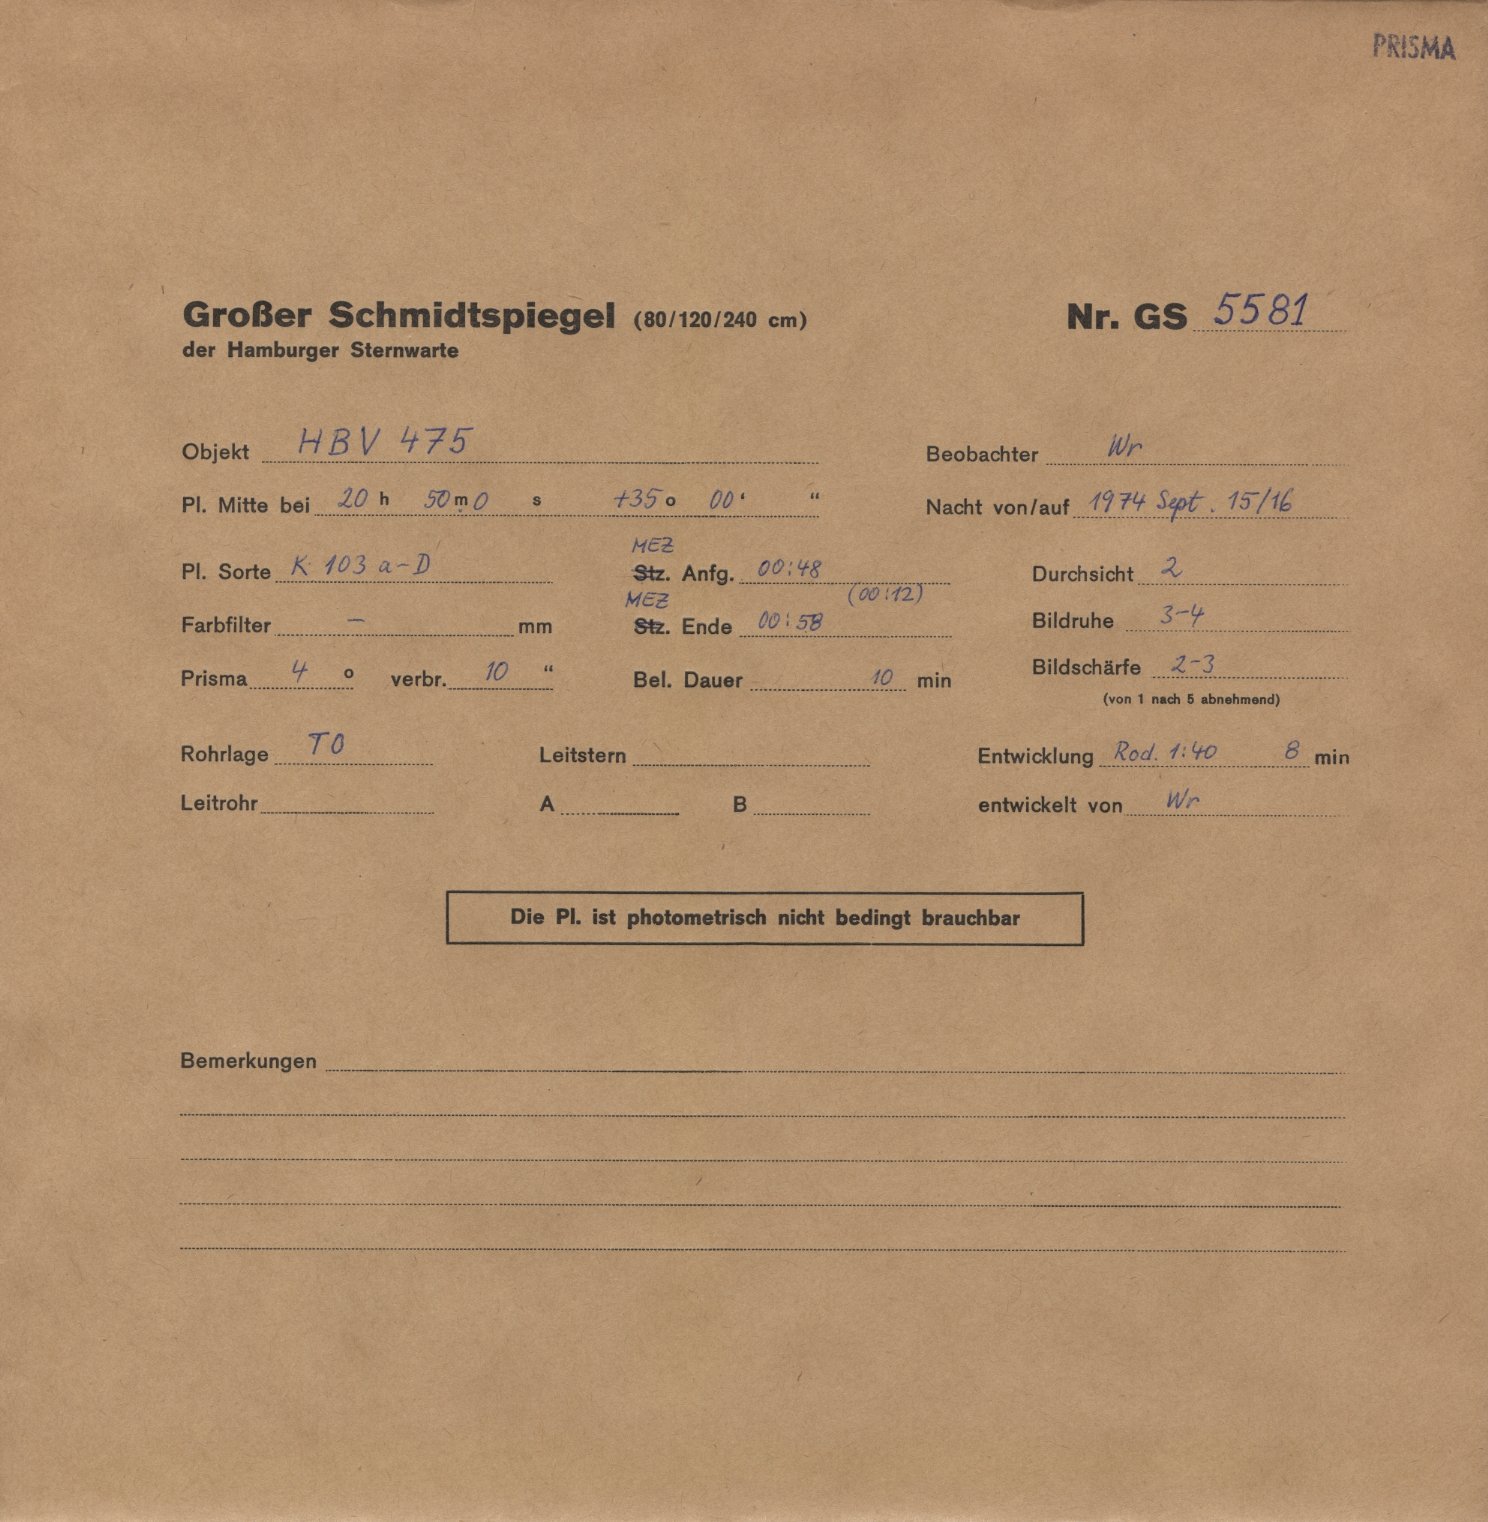 PRISMA
Großer Schmidtspiegel (80/120/240 cm) Nr. GS 5581
der Hamburger Sternwarte
Objekt HBV 475 Beobachter Wr
Pl. Mitte bei 20 h 50 m 0 s +35 o 00 ' “ Nacht von/auf 1974 Sept. 15/16
MEZ
Pl. Sorte K 103 a-D Stz. Anfg. 00:48 Durchsicht 2
MEZ (00:12)
Farbfilter — mm Stz. Ende 00:58 Bildruhe 3-4
Prisma 4 o verbr. 10 “ Bel. Dauer 10 min Bildschärfe 2-3
(von 1 nach 5 abnehmend)
Rohrlage TO Leitstern Entwicklung Rod. 1:40 8 min
Leitrohr A B entwickelt von Wr
Die Pl. ist photometrisch nicht bedingt brauchbar
Bemerkungen